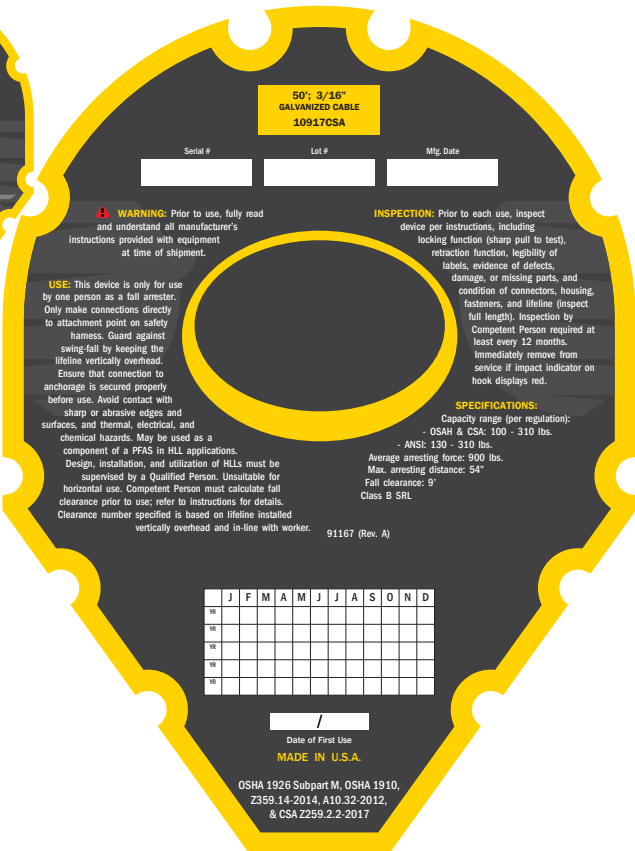 50'; 3/16"
GALVANIZED CABLE
10917CSA
Serial #
Lot #
Mfg. Date
WARNING: Prior to use, fully read
and understand all manufacturer's
instructions provided with equipment
at time of shipment.
USE: This device is only for use
by one person as a fall arrester.
Only make connections directly
to attachment point on safety
harness. Guard against
swing-fall by keeping the
lifeline vertically overhead.
Ensure that connection to
anchorage is secured properly
before use. Avoid contact with
sharp or abrasive edges and
surfaces, and thermal, electrical, and
chemical hazards. May be used as a
component of a PFAS in HLL applications.
Design, installation, and utilization of HLLs must be
supervised by a Qualified Person. Unsuitable for
horizontal use. Competent Person must calculate fall
clearance prior to use; refer to instructions for details.
Clearance number specified is based on lifeline installed
vertically overhead and in-line with worker.
INSPECTION: Prior to each use, inspect
device per instructions, including
locking function (sharp pull to test),
retraction function, legibility of
labels, evidence of defects,
damage, or missing parts, and
condition of connectors, housing,
fasteners, and lifeline (inspect
full length). Inspection by
Competent Person required at
least every 12 months.
Immediately remove from
service if impact indicator on
hook displays red.
SPECIFICATIONS:
Capacity range (per regulation):
- OSAH & CSA: 100 - 310 lbs.
- ANSI: 130 - 310 lbs.
Average arresting force: 900 lbs.
Max. arresting distance: 54"
Fall clearance: 9'
Class B SRL
91167 (Rev. A)
J F M A M J J A S O N D
YR
YR
YR
YR
YR
/
Date of First Use
MADE IN U.S.A.
OSHA 1926 Subpart M, OSHA 1910,
Z359.14-2014, A10.32-2012,
& CSA Z259.2.2-2017